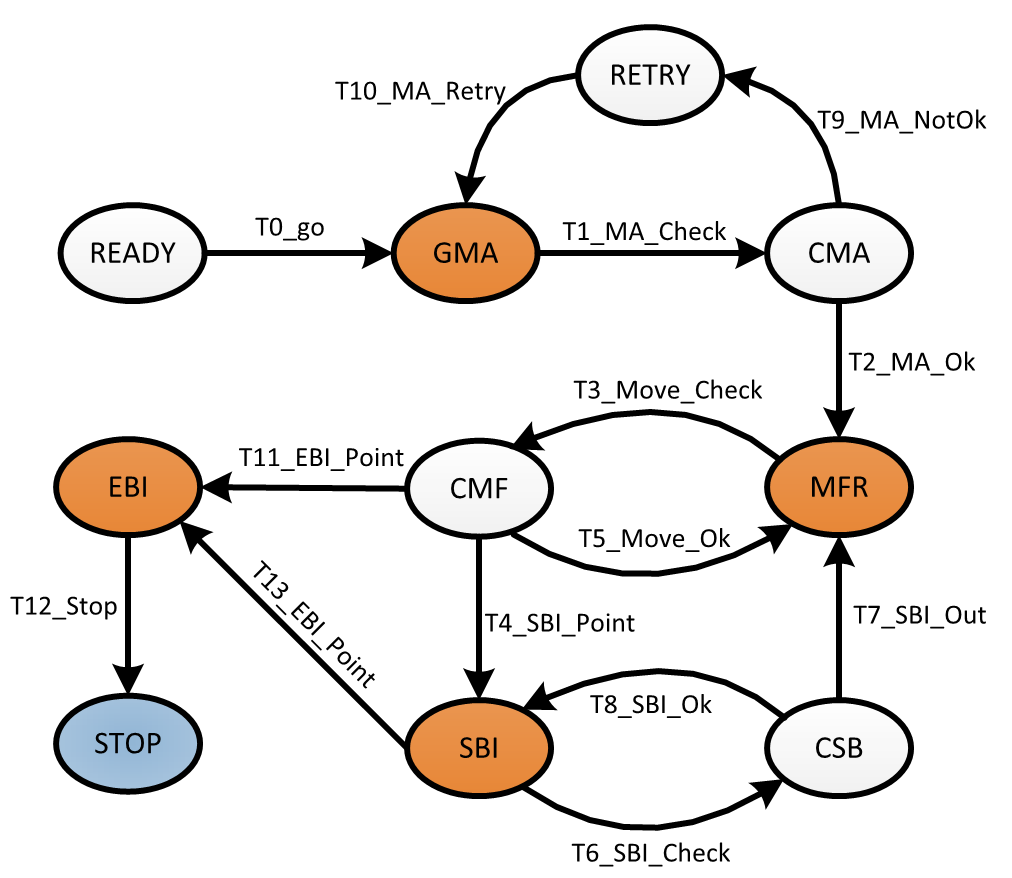 RETRY
T10_MA_Retry
T9_MA_NotOk
READY
T0_go
GMA
T1_MA_Check
CMA
T2_MA_Ok
T3_Move_Check
EBI
T11_EBI_Point
CMF
MFR
T5_Move_Ok
T12_Stop
T13_EBI_Point
T4_SBI_Point
T7_SBI_Out
T8_SBI_Ok
STOP
SBI
CSB
T6_SBI_Check